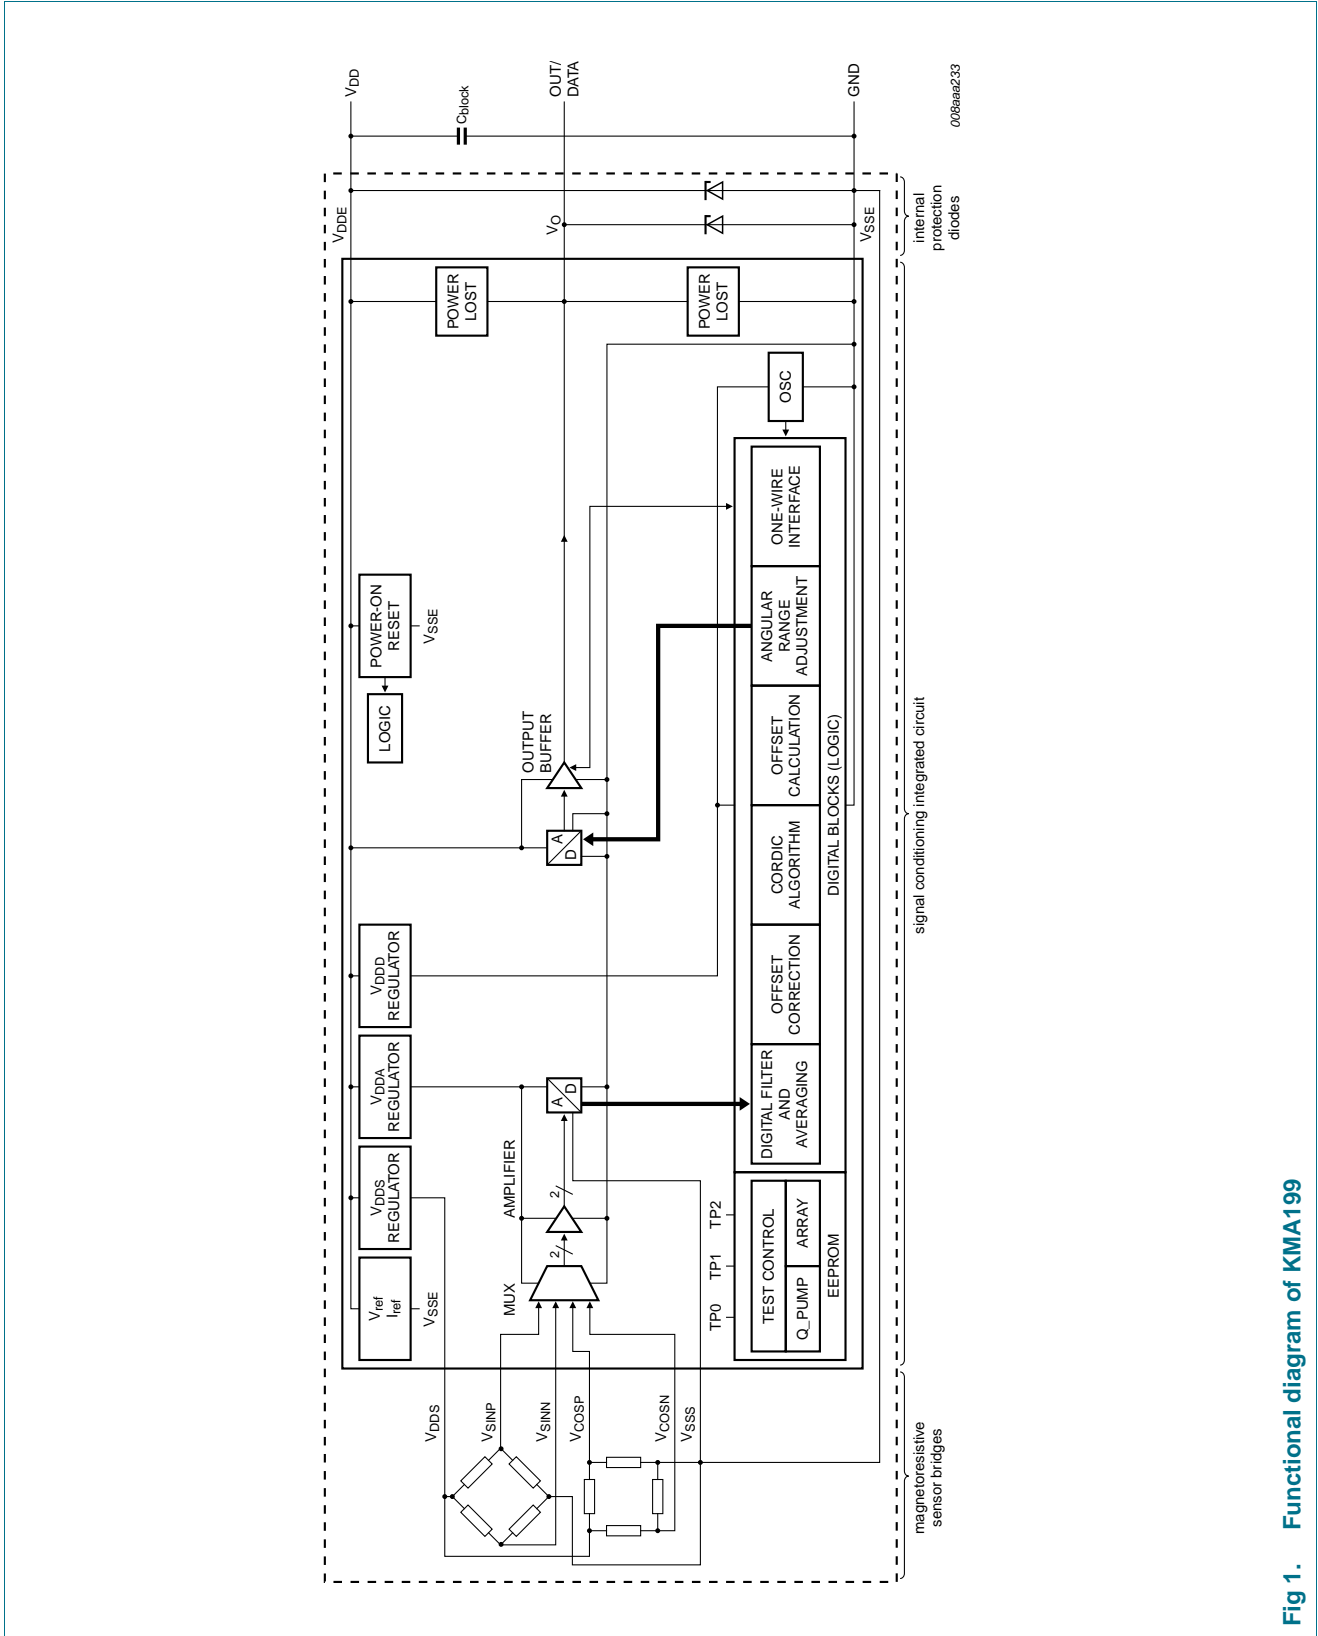 VDD
Cblock
OUT/
DATA
GND
008aaa233
VDDE
VO
VSSE
internal
protection
diodes
POWER
LOST
POWER
LOST
OSC
POWER-ON
RESET
VSSE
LOGIC
OUTPUT
BUFFER
A
D
VDDD
REGULATOR
VDDA
REGULATOR
VDDS
REGULATOR
Vref
Iref
VSSE
AMPLIFIER
A
D
2
2
MUX
ONE-WIRE
INTERFACE
ANGULAR
RANGE
ADJUSTMENT
OFFSET
CALCULATION
CORDIC
ALGORITHM
OFFSET
CORRECTION
DIGITAL FILTER
AND
AVERAGING
DIGITAL BLOCKS (LOGIC)
TP0
TP1
TP2
TEST CONTROL
Q_PUMP
ARRAY
EEPROM
signal conditioning integrated circuit
VDDS
VSINP
VSINN
VCOSP
VCOSN
VSSS
magnetoresistive
sensor bridges
Fig 1. Functional diagram of KMA199